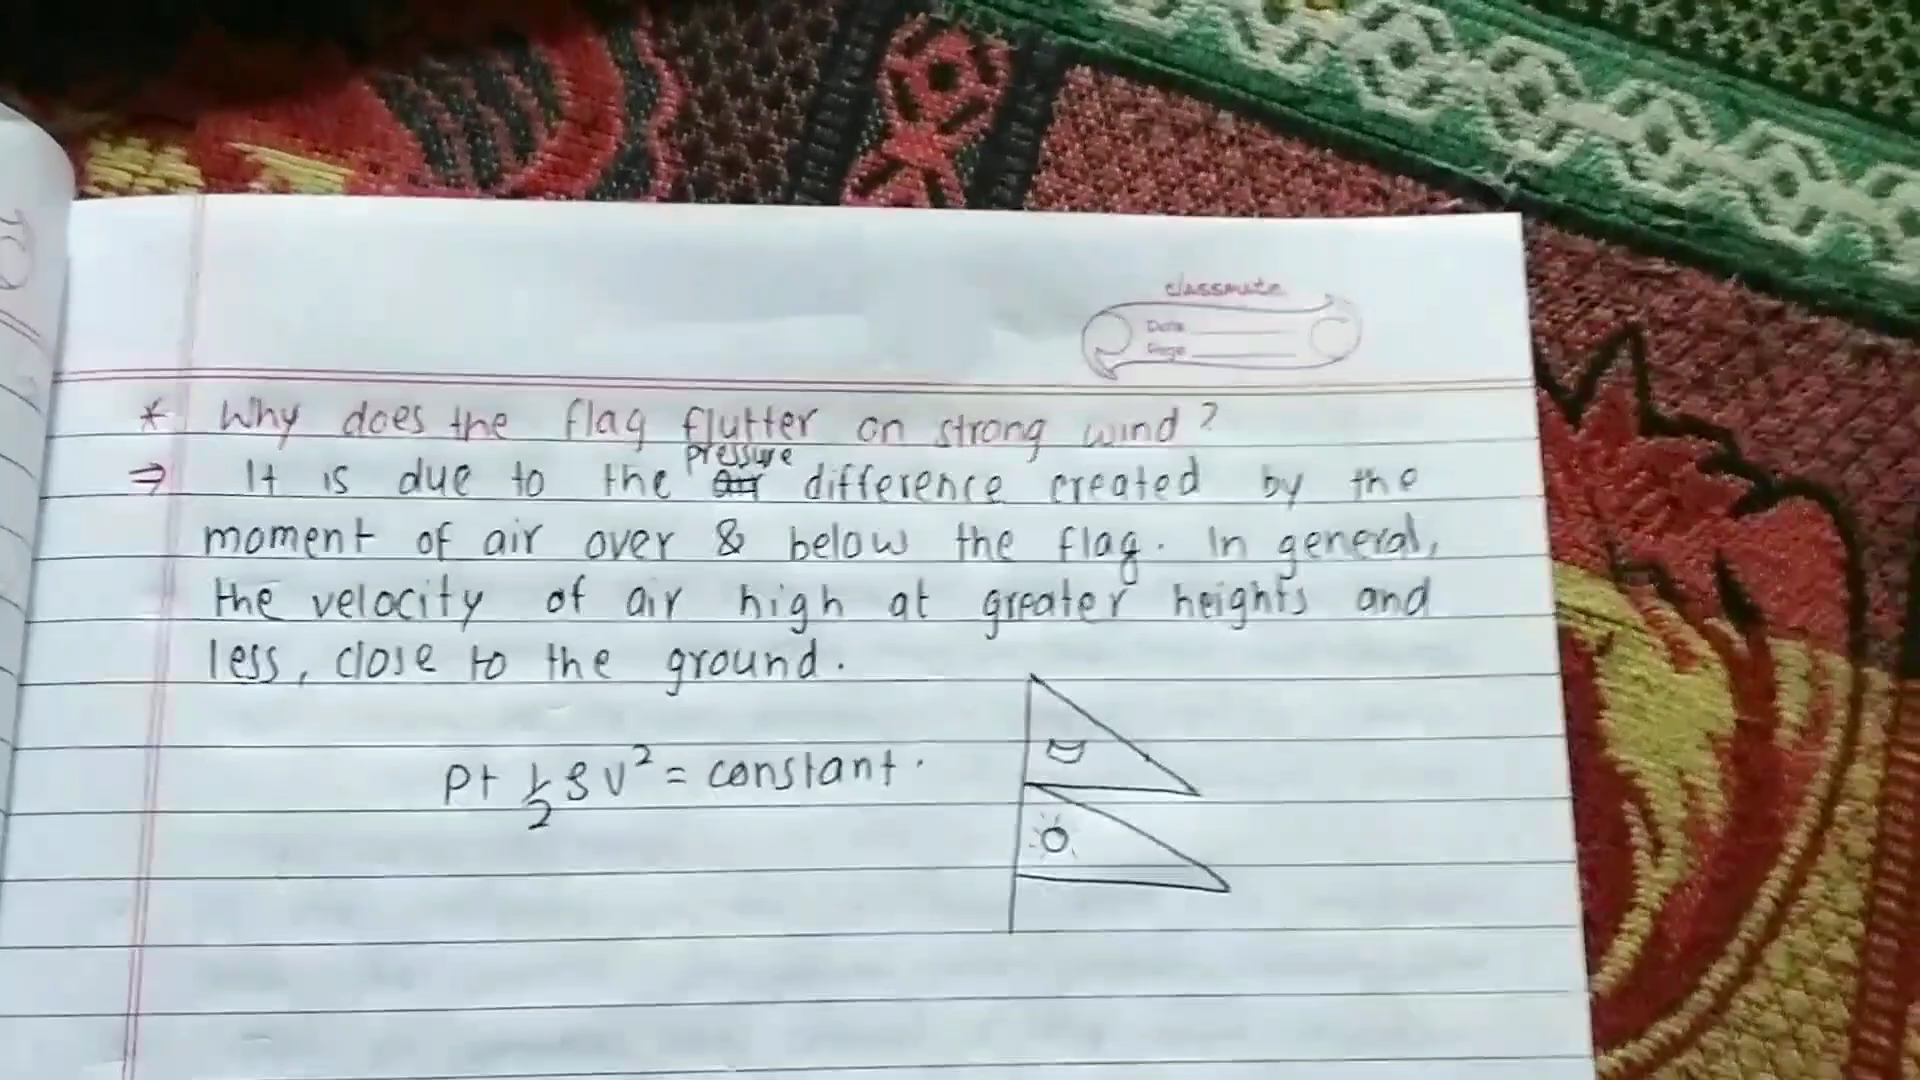 classmate
Date
Page
* Why does the flag flutter on strong wind?
pressure
⇒ It is due to the air difference created by the
moment of air over & below the flag. In general,
the velocity of air high at greater heights and
less, close to the ground.
P+ 1/2 ρv² = constant.